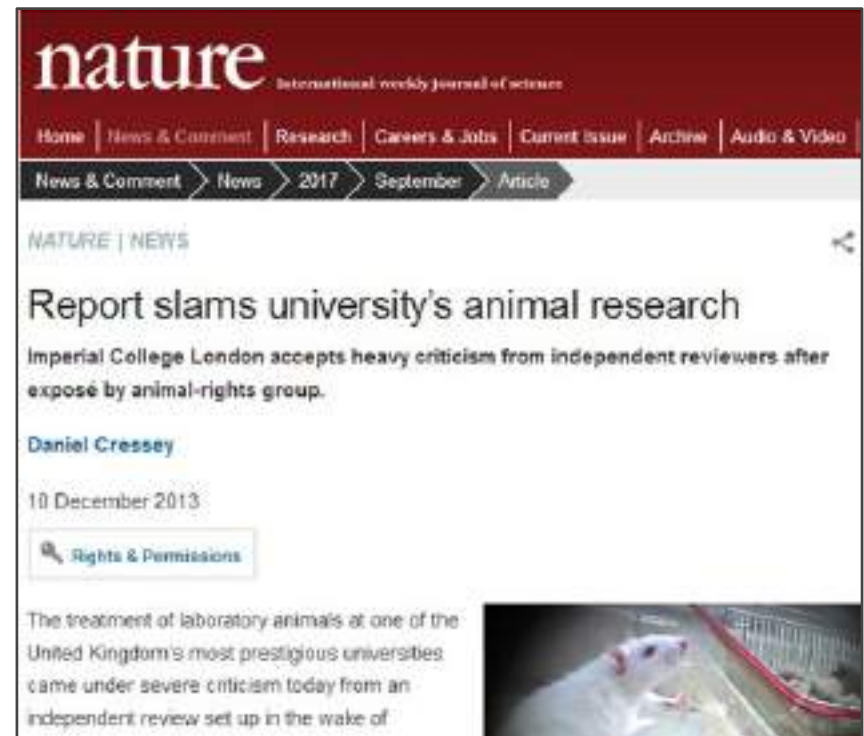 nature International weekly journal of science
Home | News & Comment | Research | Careers & Jobs | Current Issue | Archive | Audio & Video
News & Comment News 2017 September Article
NATURE | NEWS
Report slams university's animal research
Imperial College London accepts heavy criticism from independent reviewers after
exposé by animal-rights group.
Daniel Cressey
10 December 2013
Rights & Permissions
The treatment of laboratory animals at one of the
United Kingdom's most prestigious universities
came under severe criticism today from an
independent review set up in the wake of